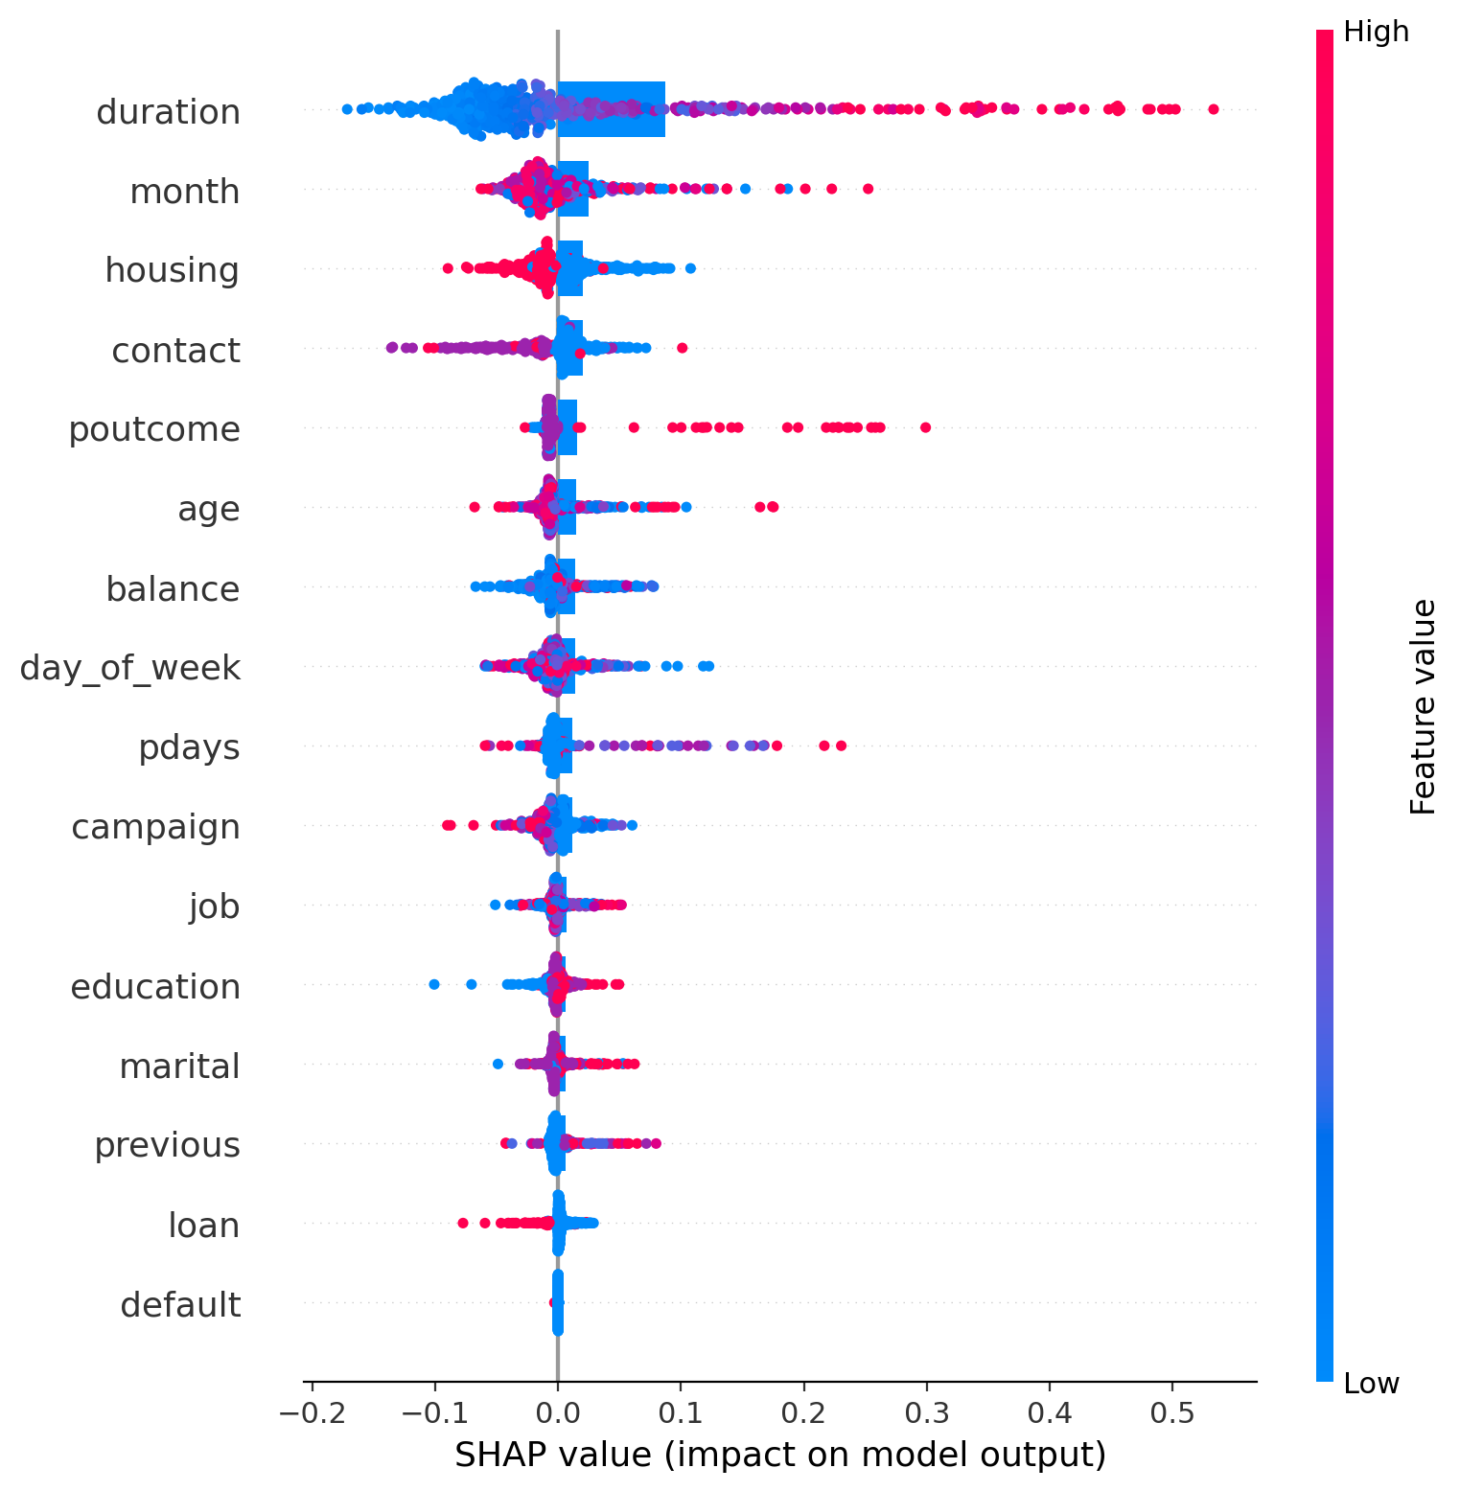 High
duration
month
housing
contact
poutcome
age
balance
day_of_week
pdays
campaign
job
education
marital
previous
loan
default
Feature value
Low
−0.2 −0.1 0.0 0.1 0.2 0.3 0.4 0.5
SHAP value (impact on model output)